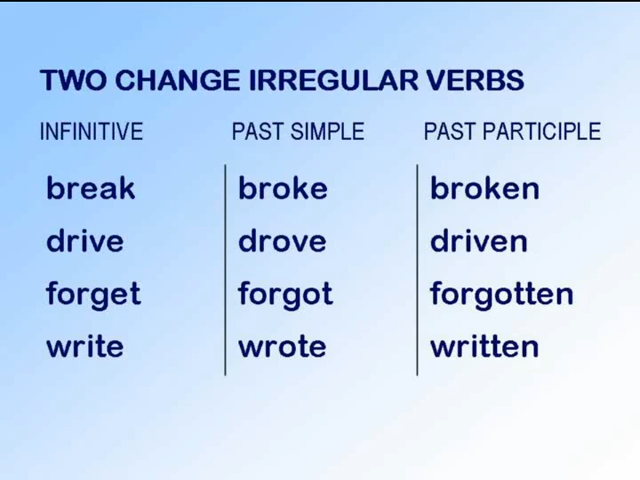 TWO CHANGE IRREGULAR VERBS
INFINITIVE PAST SIMPLE PAST PARTICIPLE
break broke broken
drive drove driven
forget forgot forgotten
write wrote written